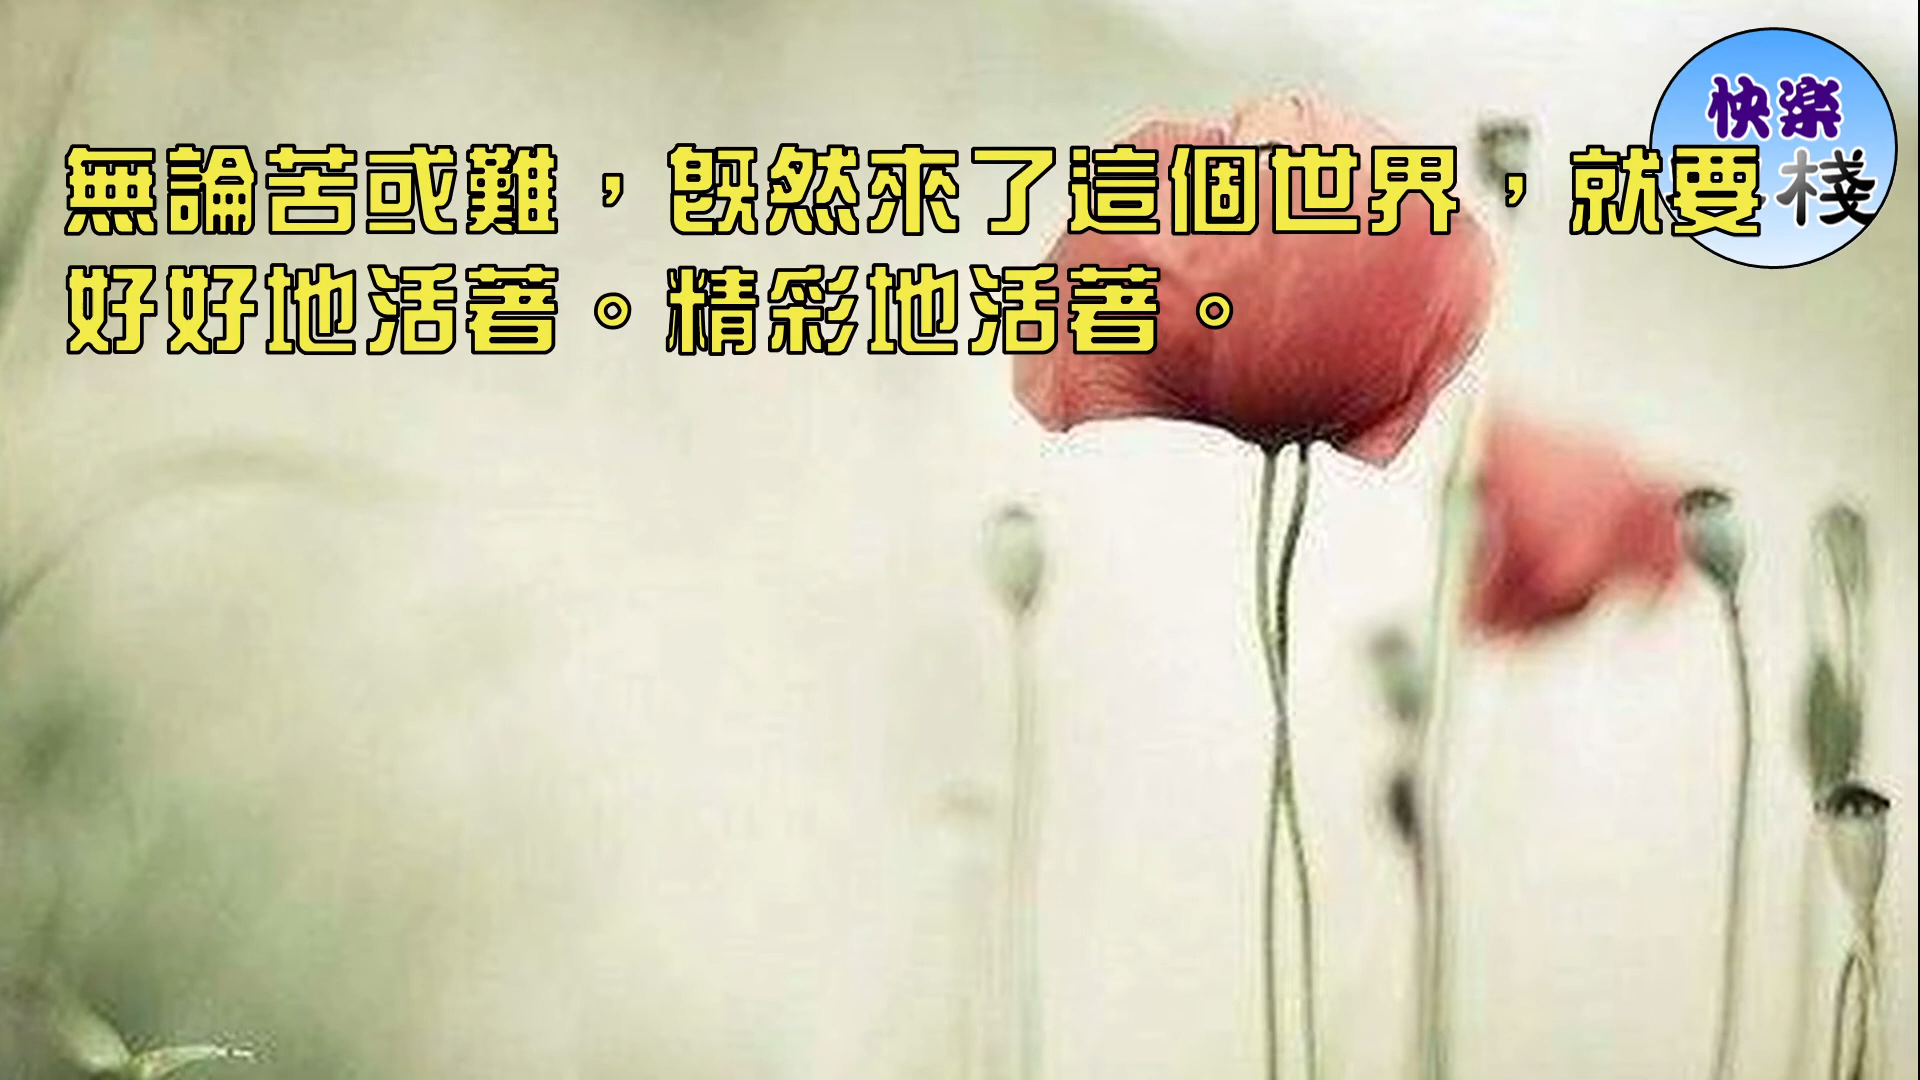 快楽
棧
無論苦或難，既然來了這個世界，就要
好好地活著。精彩地活著。